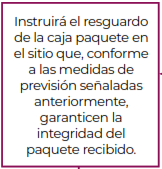 Instruirá el resguardo
de la caja paquete en
el sitio que, conforme
a las medidas de
previsión señaladas
anteriormente,
garanticen la
integridad del
paquete recibido.